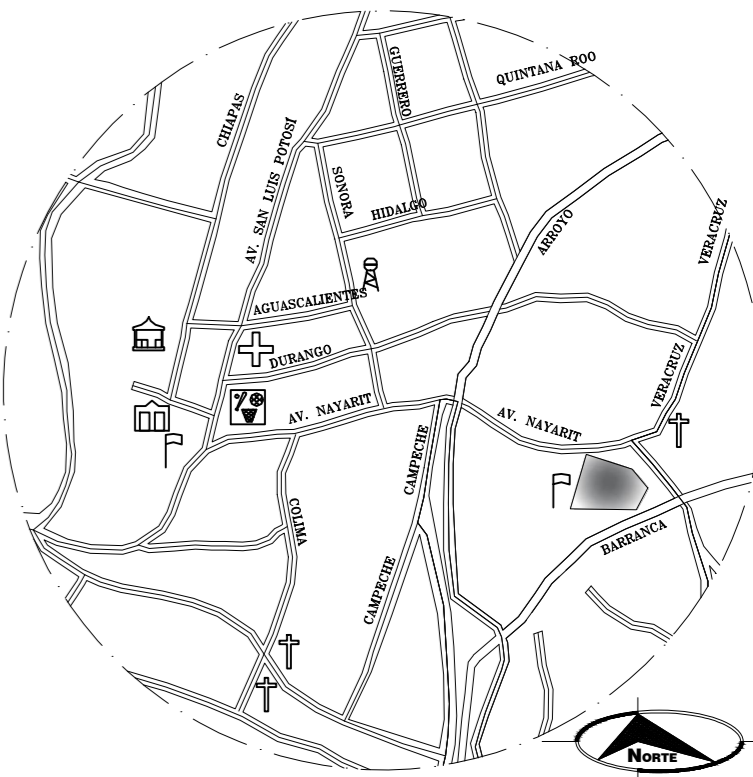 GUERRERO
QUINTANA ROO
CHIAPAS
AV. SAN LUIS POTOSÍ
SONORA
HIDALGO
ARROYO
VERACRUZ
AGUASCALIENTES
DURANGO
VERACRUZ
AV. NAYARIT
AV. NAYARIT
CAMPECHE
COLIMA
BARRANCA
CAMPECHE
NORTE